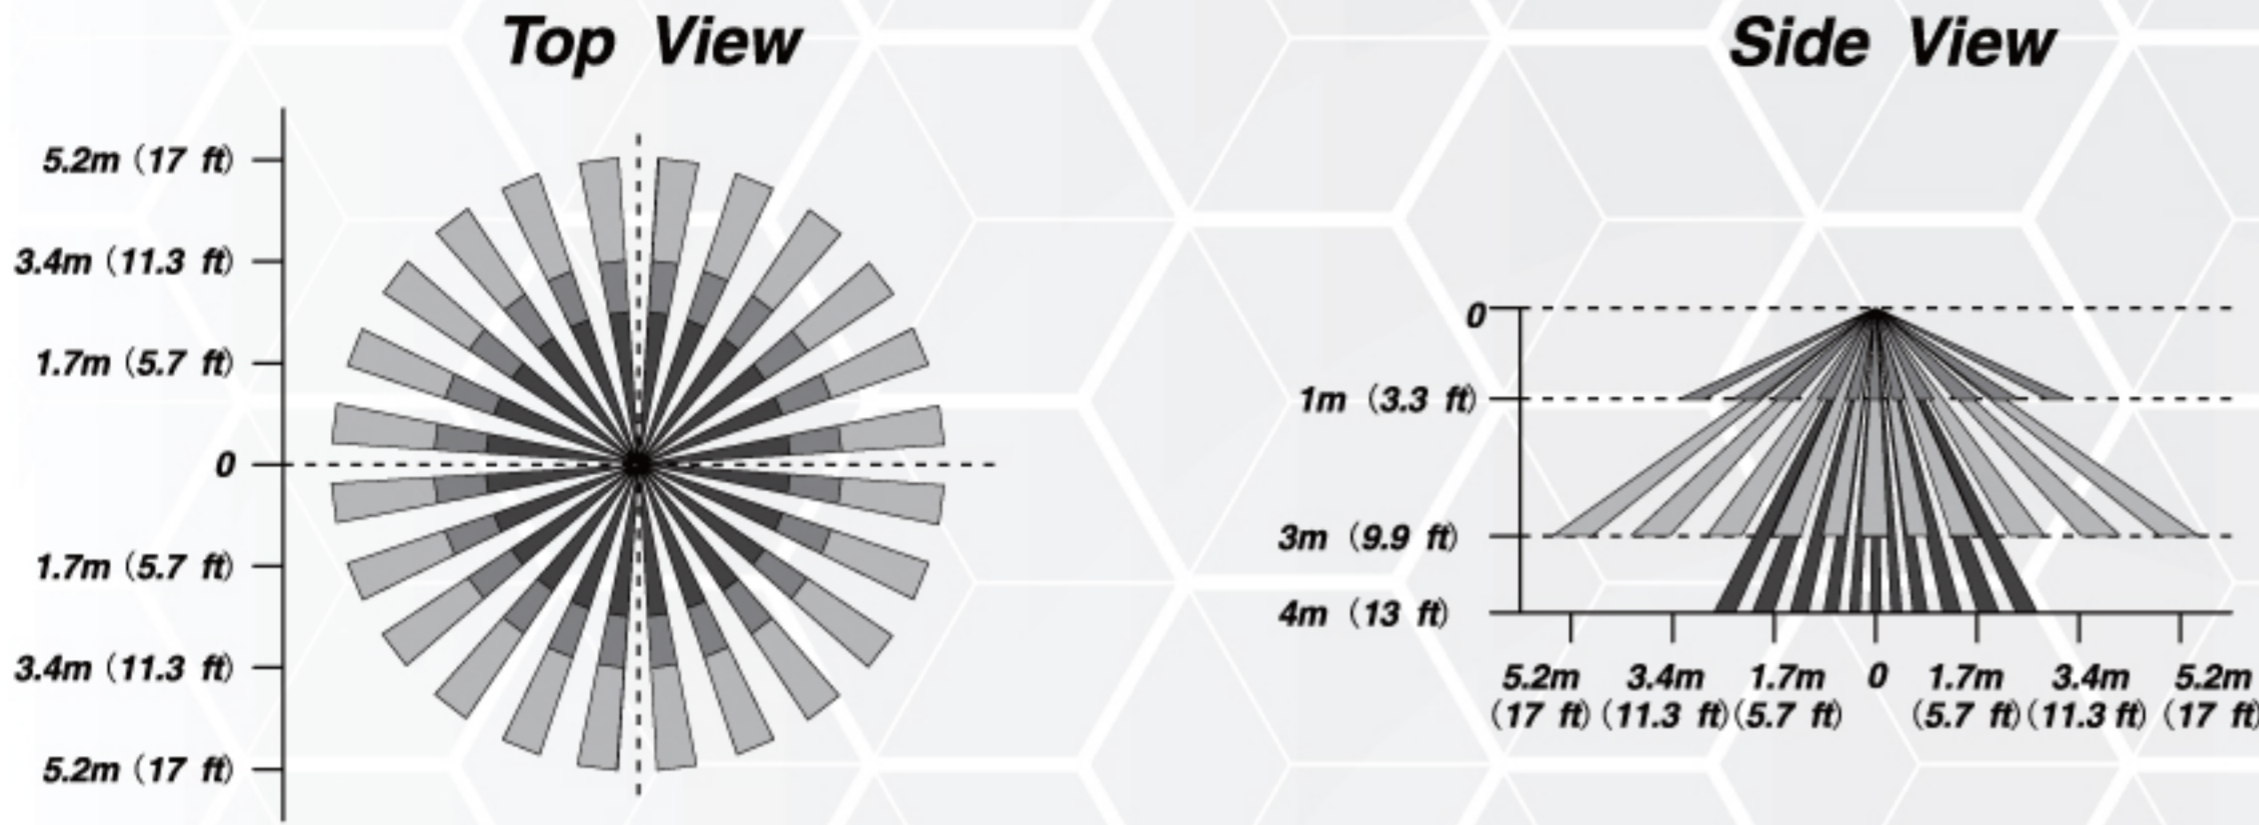 Top View
5.2m (17 ft)
3.4m (11.3 ft)
1.7m (5.7 ft)
0
1.7m (5.7 ft)
3.4m (11.3 ft)
5.2m (17 ft)
Side View
0
1m (3.3 ft)
3m (9.9 ft)
4m (13 ft)
5.2m 3.4m 1.7m 0 1.7m 3.4m 5.2m
(17 ft) (11.3 ft) (5.7 ft) (5.7 ft) (11.3 ft) (17 ft)